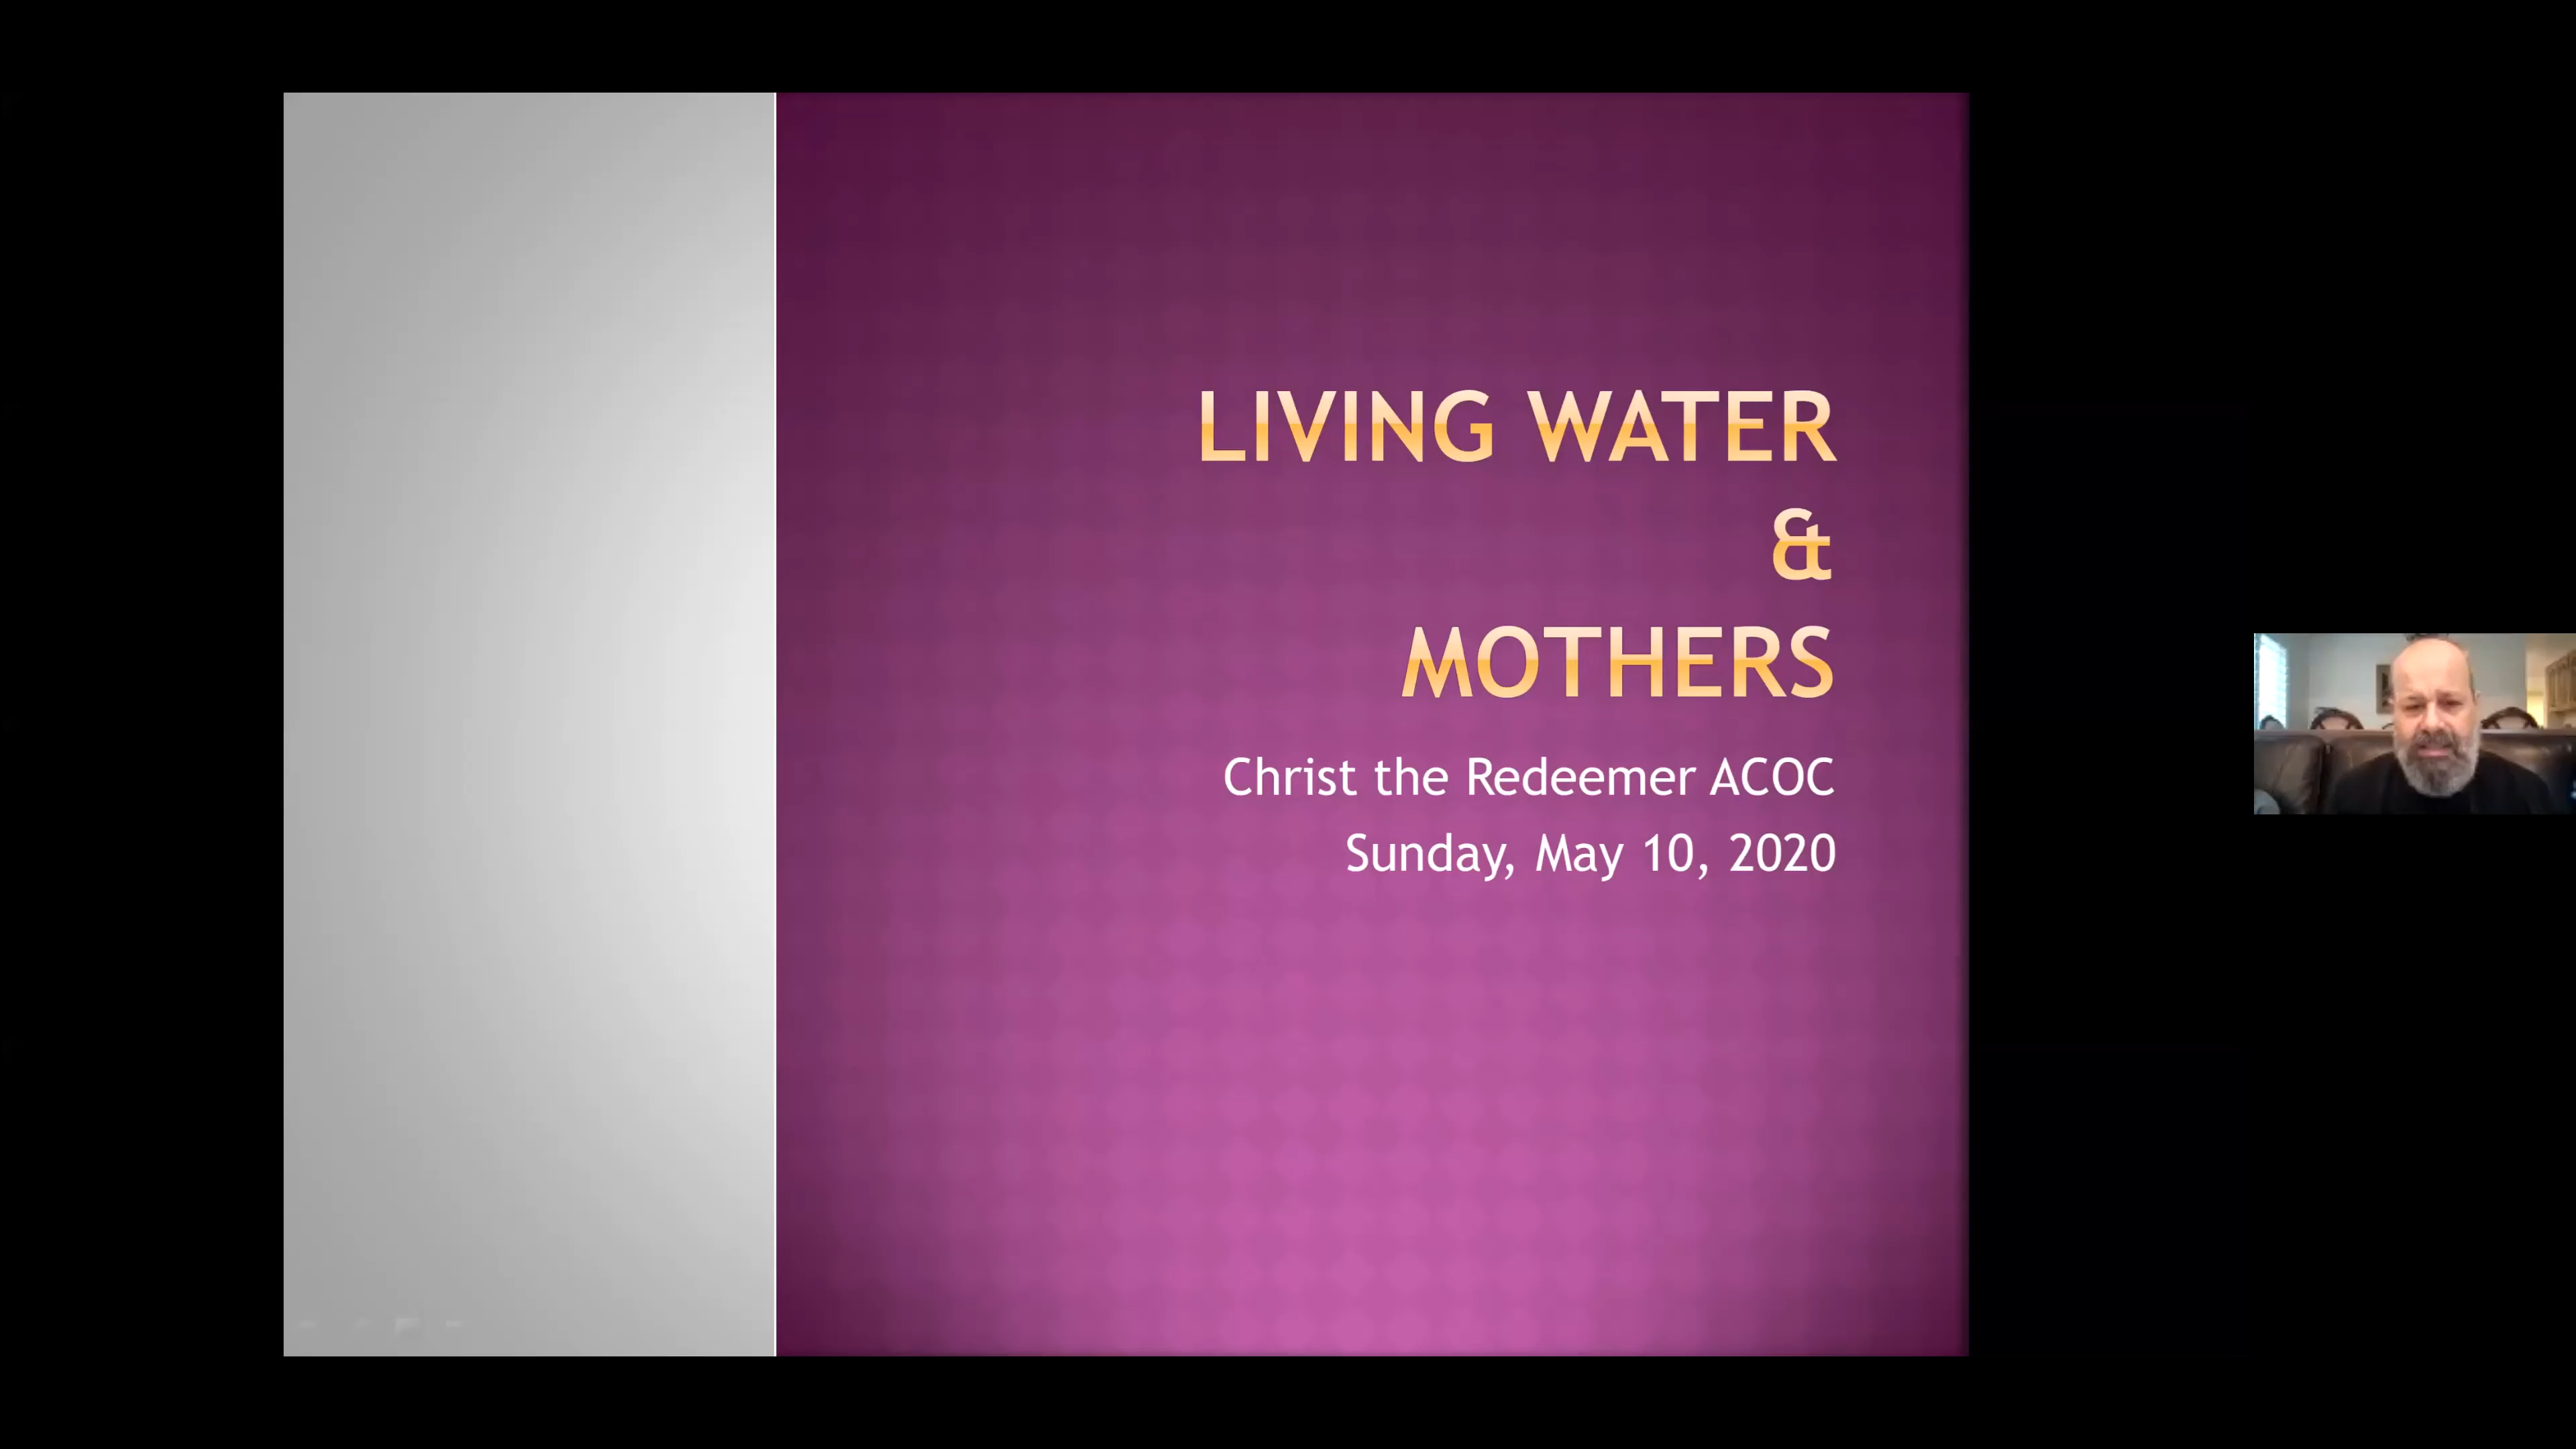 LIVING WATER
&
MOTHERS
Christ the Redeemer ACOC
Sunday, May 10, 2020